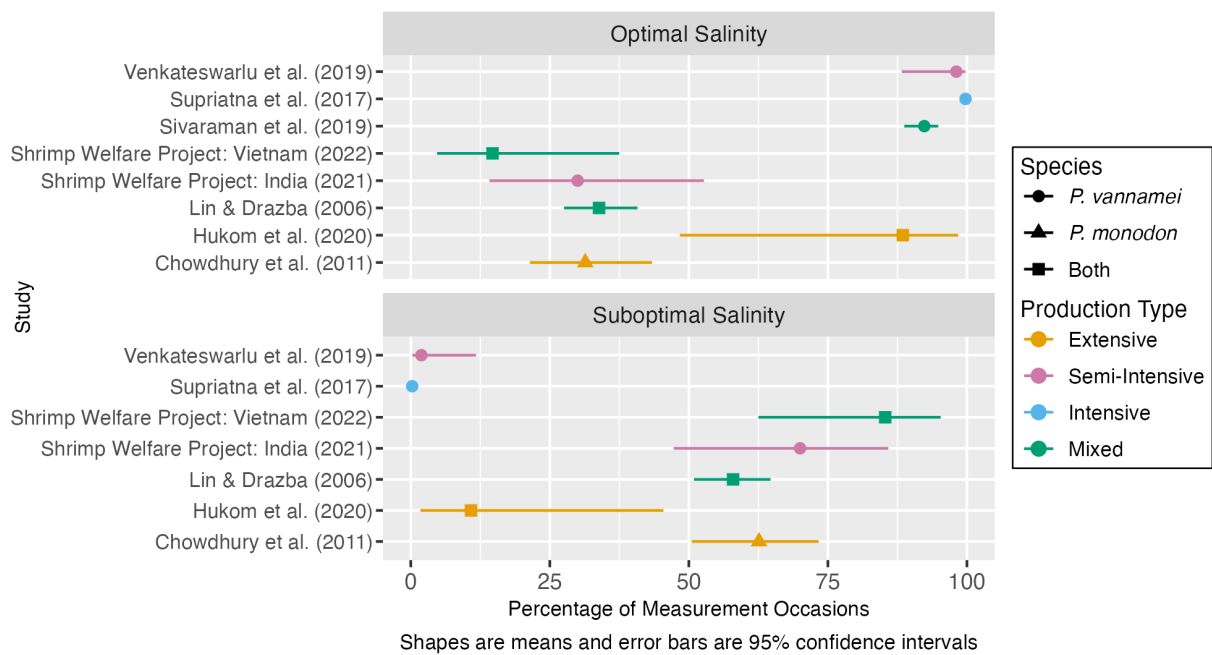 Optimal Salinity
Venkateswarlu et al. (2019)
Supriatna et al. (2017)
Sivaraman et al. (2019)
Shrimp Welfare Project: Vietnam (2022)
Shrimp Welfare Project: India (2021)
Lin & Drazba (2006)
Hukom et al. (2020)
Chowdhury et al. (2011)
Study
Suboptimal Salinity
Venkateswarlu et al. (2019)
Supriatna et al. (2017)
Shrimp Welfare Project: Vietnam (2022)
Shrimp Welfare Project: India (2021)
Lin & Drazba (2006)
Hukom et al. (2020)
Chowdhury et al. (2011)
0 25 50 75 100
Percentage of Measurement Occasions
Shapes are means and error bars are 95% confidence intervals
Species
P. vannamei
P. monodon
Both
Production Type
Extensive
Semi-Intensive
Intensive
Mixed